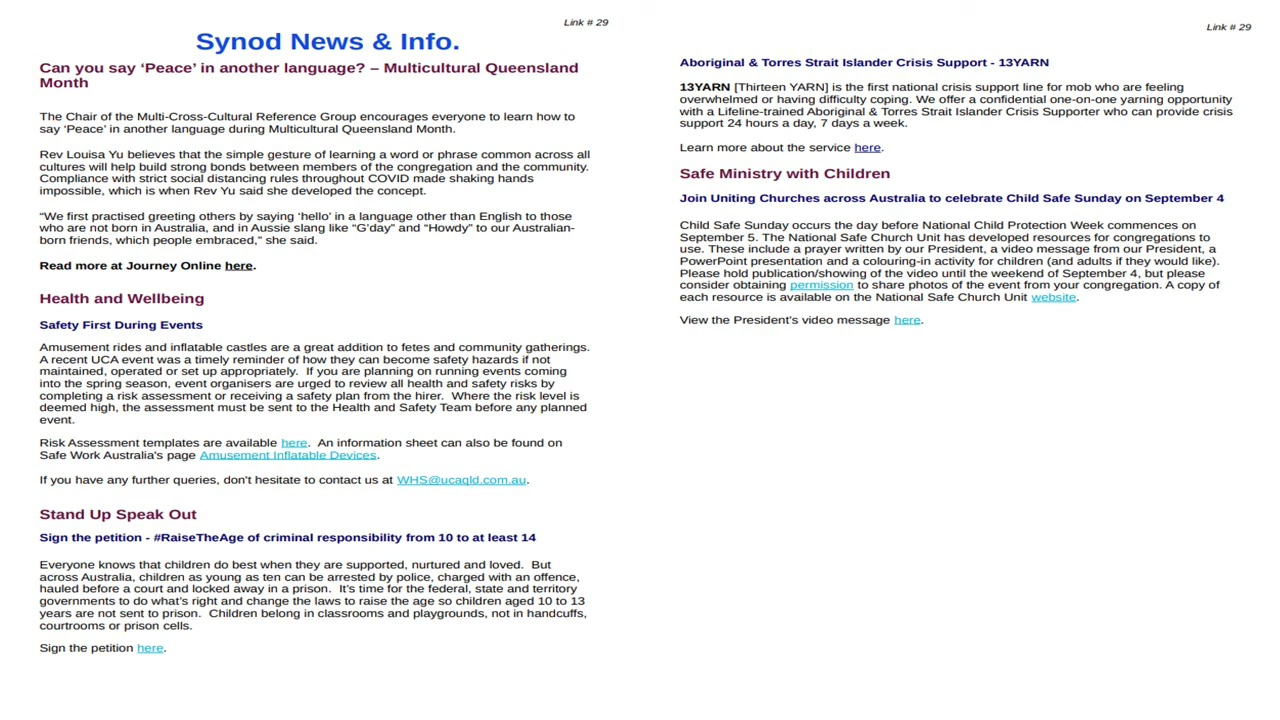 Link # 29
Synod News & Info.
Can you say ‘Peace’ in another language? – Multicultural Queensland
Month
The Chair of the Multi-Cross-Cultural Reference Group encourages everyone to learn how to
say ‘Peace’ in another language during Multicultural Queensland Month.
Rev Louisa Yu believes that the simple gesture of learning a word or phrase common across all
cultures will help build strong bonds between members of the congregation and the community.
Compliance with strict social distancing rules throughout COVID made shaking hands
impossible, which is when Rev Yu said she developed the concept.
“We first practised greeting others by saying ‘hello’ in a language other than English to those
who are not born in Australia, and in Aussie slang like “G’day” and “Howdy” to our Australian-
born friends, which people embraced,” she said.
Read more at Journey Online here.
Health and Wellbeing
Safety First During Events
Amusement rides and inflatable castles are a great addition to fetes and community gatherings.
A recent UCA event was a timely reminder of how they can become safety hazards if not
maintained, operated or set up appropriately.  If you are planning on running events coming
into the spring season, event organisers are urged to review all health and safety risks by
completing a risk assessment or receiving a safety plan from the hirer.  Where the risk level is
deemed high, the assessment must be sent to the Health and Safety Team before any planned
event.
Risk Assessment templates are available here.  An information sheet can also be found on
Safe Work Australia's page Amusement Inflatable Devices.
If you have any further queries, don't hesitate to contact us at WHS@ucaqld.com.au.
Stand Up Speak Out
Sign the petition - #RaiseTheAge of criminal responsibility from 10 to at least 14
Everyone knows that children do best when they are supported, nurtured and loved.  But
across Australia, children as young as ten can be arrested by police, charged with an offence,
hauled before a court and locked away in a prison.  It’s time for the federal, state and territory
governments to do what’s right and change the laws to raise the age so children aged 10 to 13
years are not sent to prison.  Children belong in classrooms and playgrounds, not in handcuffs,
courtrooms or prison cells.
Sign the petition here.
Link # 29
Aboriginal & Torres Strait Islander Crisis Support - 13YARN
13YARN [Thirteen YARN] is the first national crisis support line for mob who are feeling
overwhelmed or having difficulty coping. We offer a confidential one-on-one yarning opportunity
with a Lifeline-trained Aboriginal & Torres Strait Islander Crisis Supporter who can provide crisis
support 24 hours a day, 7 days a week.
Learn more about the service here.
Safe Ministry with Children
Join Uniting Churches across Australia to celebrate Child Safe Sunday on September 4
Child Safe Sunday occurs the day before National Child Protection Week commences on
September 5. The National Safe Church Unit has developed resources for congregations to
use. These include a prayer written by our President, a video message from our President, a
PowerPoint presentation and a colouring-in activity for children (and adults if they would like).
Please hold publication/showing of the video until the weekend of September 4, but please
consider obtaining permission to share photos of the event from your congregation. A copy of
each resource is available on the National Safe Church Unit website.
View the President's video message here.